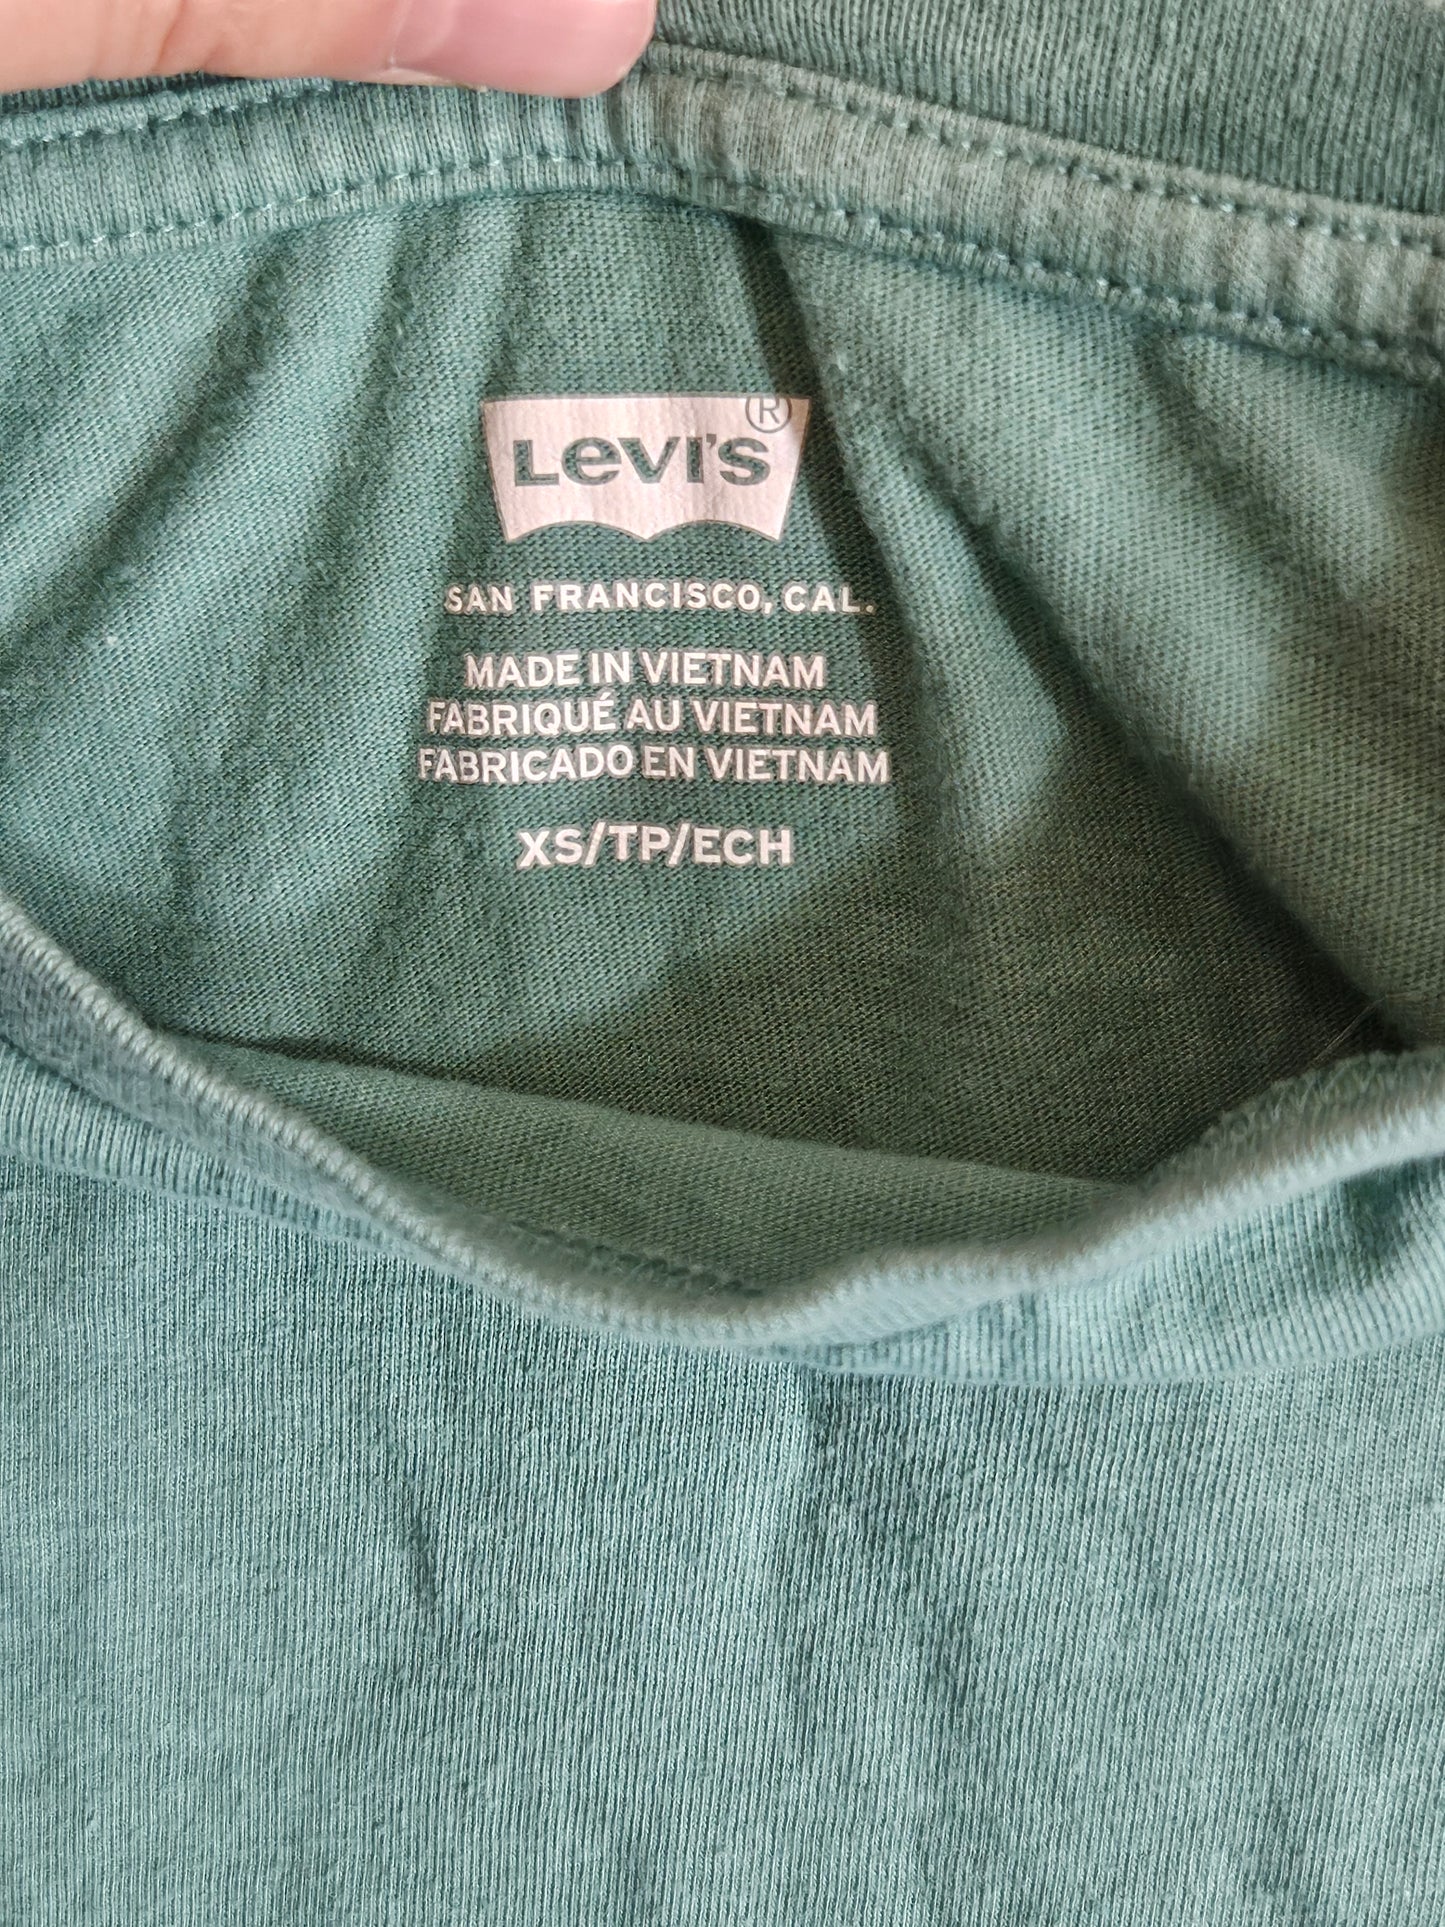 Levi's ®
SAN FRANCISCO, CAL.
MADE IN VIETNAM
FABRIQUÉ AU VIETNAM
FABRICADO EN VIETNAM
XS/TP/ECH